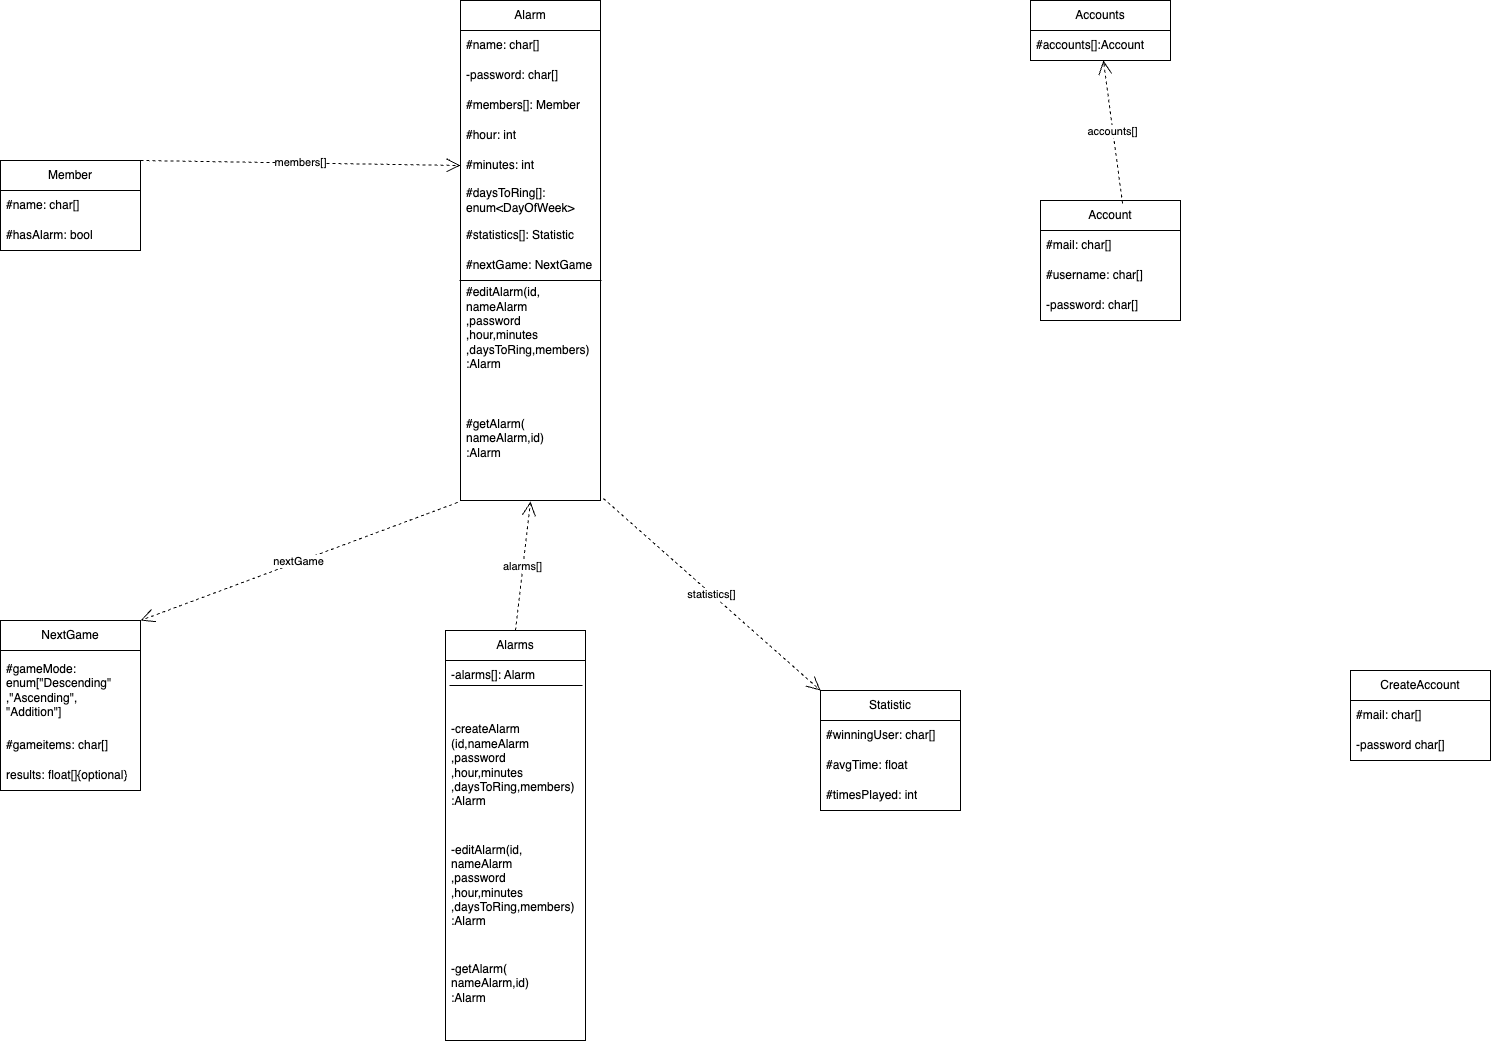 Alarm
#name: char[]
-password: char[]
#members[]: Member
#hour: int
#minutes: int
#daysToRing[]:
enum<DayOfWeek>
#statistics[]: Statistic
#nextGame: NextGame
#editAlarm(id,
nameAlarm
,password
,hour,minutes
,daysToRing,members)
:Alarm
#getAlarm(
nameAlarm,id)
:Alarm
Accounts
#accounts[]:Account
accounts[]
Account
#mail: char[]
#username: char[]
-password: char[]
members[]
Member
#name: char[]
#hasAlarm: bool
nextGame
alarms[]
statistics[]
NextGame
#gameMode:
enum["Descending"
,"Ascending",
"Addition"]
#gameitems: char[]
results: float[]{optional}
Alarms
-alarms[]: Alarm
-createAlarm
(id,nameAlarm
,password
,hour,minutes
,daysToRing,members)
:Alarm
-editAlarm(id,
nameAlarm
,password
,hour,minutes
,daysToRing,members)
:Alarm
-getAlarm(
nameAlarm,id)
:Alarm
Statistic
#winningUser: char[]
#avgTime: float
#timesPlayed: int
CreateAccount
#mail: char[]
-password char[]